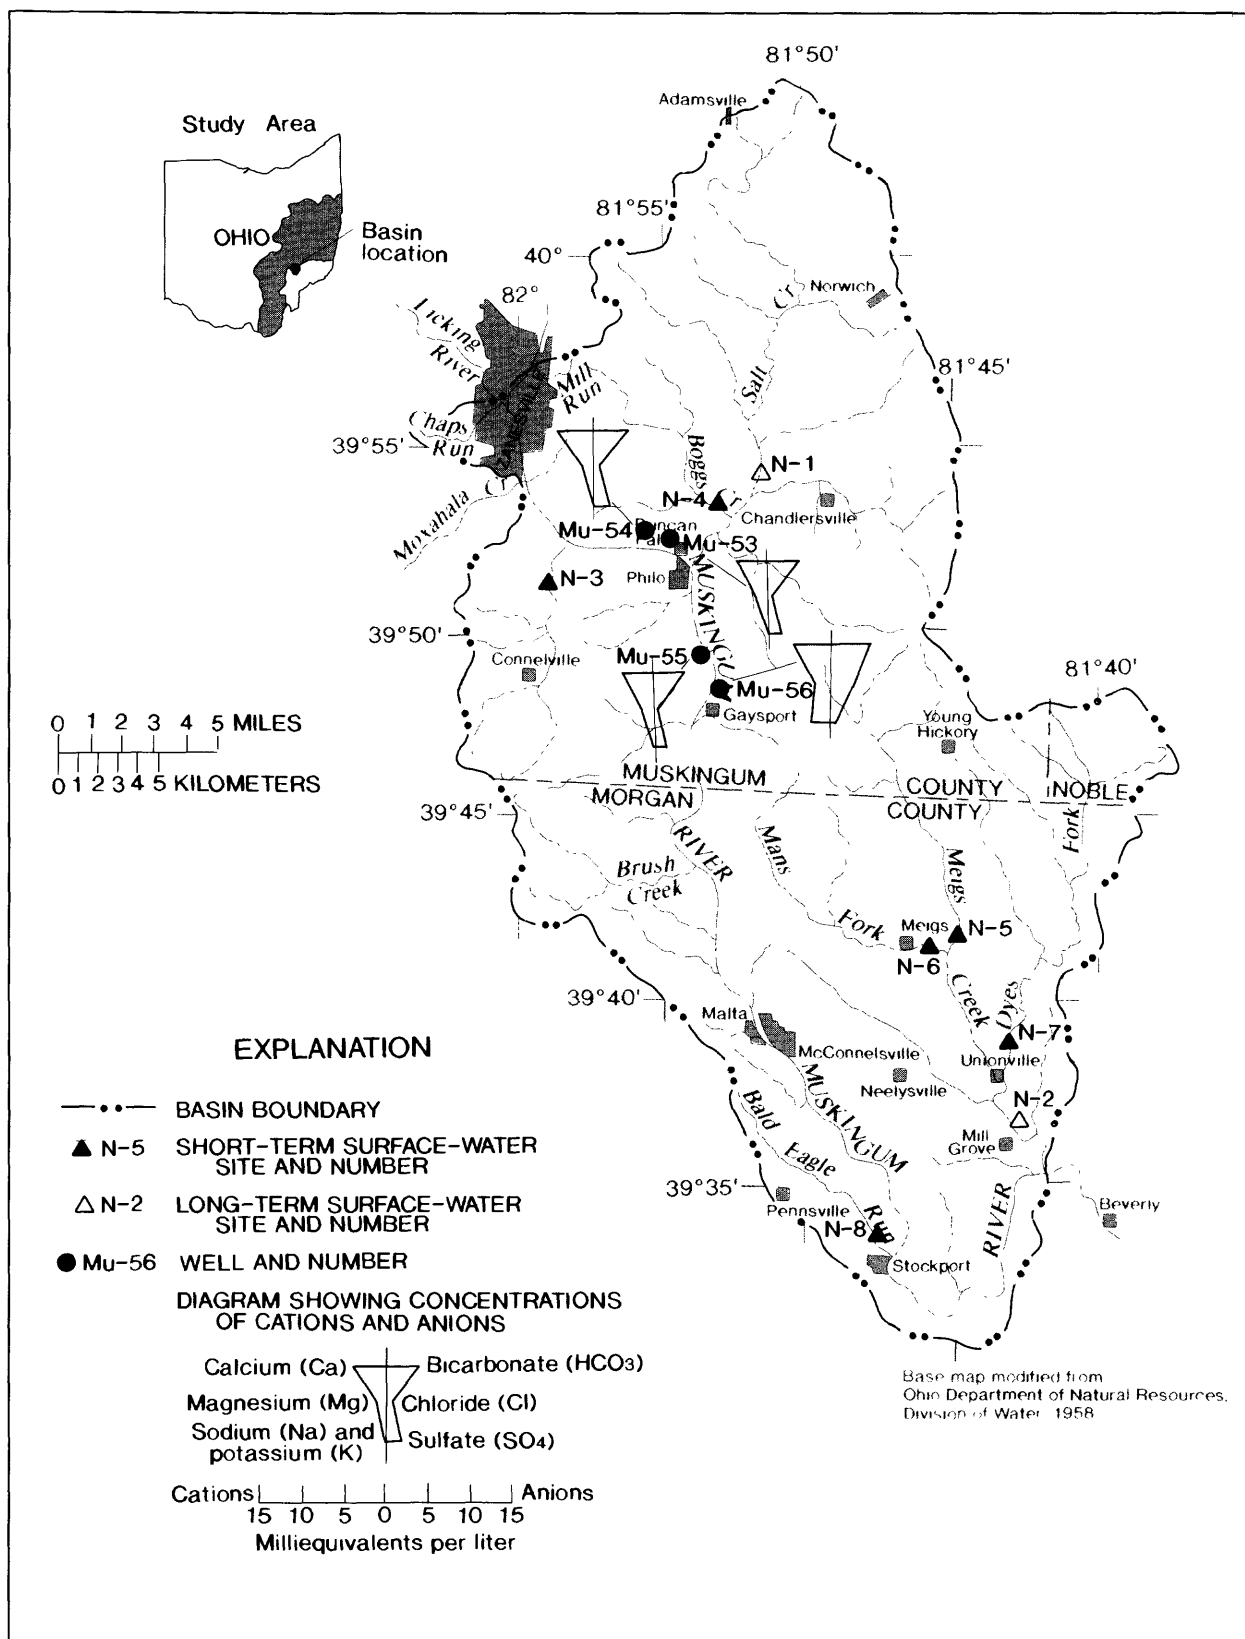 81°50'
Adamsville
Study Area
81°55'
OHIO
Basin
location
40°
Norwich
Cr
Salt
82°
Licking
River
81°45'
Mill
Run
ZANESVILLE
Chaps
Run
39°55'
Boggs
Cr
N-1
N-4
Chandlersville
Moxahala Cr
Mu-54
Duncan
Falls
Mu-53
N-3
Philo
MUSKINGUM
39°50'
Mu-55
Connelville
Mu-56
81°40'
Gaysport
Young
Hickory
0 1 2 3 4 5 MILES
0 1 2 3 4 5 KILOMETERS
MUSKINGUM COUNTY NOBLE
MORGAN COUNTY
39°45'
RIVER
Brush
Creek
Mans
Fork
Meigs
Creek
Fork
Dyes
Meigs
N-5
N-6
39°40'
Malta
McConnelsville
N-7
Unionville
Neelysville
N-2
Mill
Grove
MUSKINGUM
RIVER
Bald
Eagle
Run
39°35'
Pennsville
Beverly
N-8
Stockport
EXPLANATION
BASIN BOUNDARY
N-5 SHORT-TERM SURFACE-WATER
SITE AND NUMBER
N-2 LONG-TERM SURFACE-WATER
SITE AND NUMBER
Mu-56 WELL AND NUMBER
DIAGRAM SHOWING CONCENTRATIONS
OF CATIONS AND ANIONS
Calcium (Ca) Bicarbonate (HCO3)
Magnesium (Mg) Chloride (Cl)
Sodium (Na) and
potassium (K) Sulfate (SO4)
Cations Anions
15 10 5 0 5 10 15
Milliequivalents per liter
Base map modified from
Ohio Department of Natural Resources,
Division of Water 1958